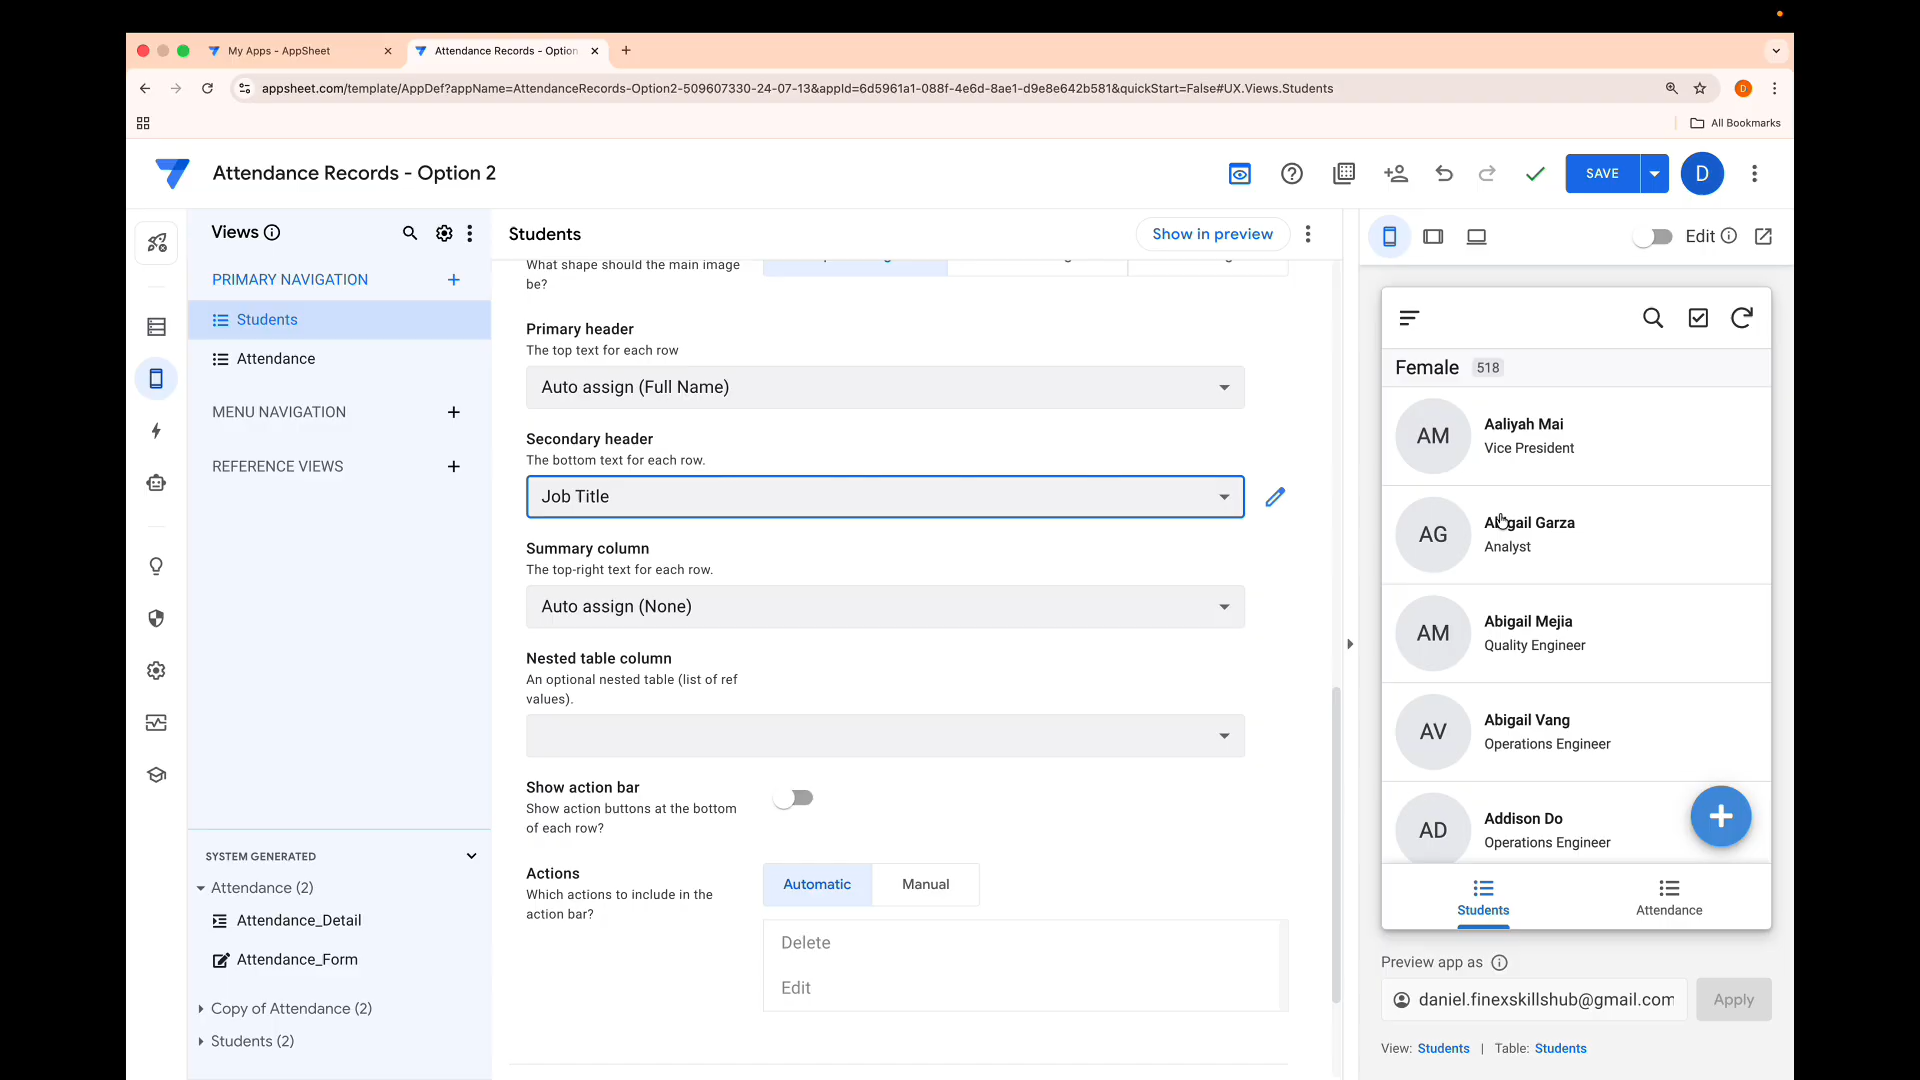 My Apps - AppSheet
Attendance Records - Option
appsheet.com/template/AppDef?appName=AttendanceRecords-Option2-509607330-24-07-13&appId=6d5961a1-088f-4e6d-8ae1-d9e8e642b581&quickStart=False#UX.Views.Students
D
All Bookmarks
Attendance Records - Option 2
SAVE
D
Views
PRIMARY NAVIGATION
Students
Attendance
MENU NAVIGATION
REFERENCE VIEWS
SYSTEM GENERATED
Attendance (2)
Attendance_Detail
Attendance_Form
Copy of Attendance (2)
Students (2)
Students
Show in preview
What shape should the main image
be?
Primary header
The top text for each row
Auto assign (Full Name)
Secondary header
The bottom text for each row.
Job Title
Summary column
The top-right text for each row.
Auto assign (None)
Nested table column
An optional nested table (list of ref
values).
Show action bar
Show action buttons at the bottom
of each row?
Actions
Which actions to include in the
action bar?
Automatic
Manual
Delete
Edit
Edit
Female 518
AM
Aaliyah Mai
Vice President
AG
Abigail Garza
Analyst
AM
Abigail Mejia
Quality Engineer
AV
Abigail Vang
Operations Engineer
AD
Addison Do
Operations Engineer
Students
Attendance
Preview app as
daniel.finexskillshub@gmail.com
Apply
View: Students | Table: Students